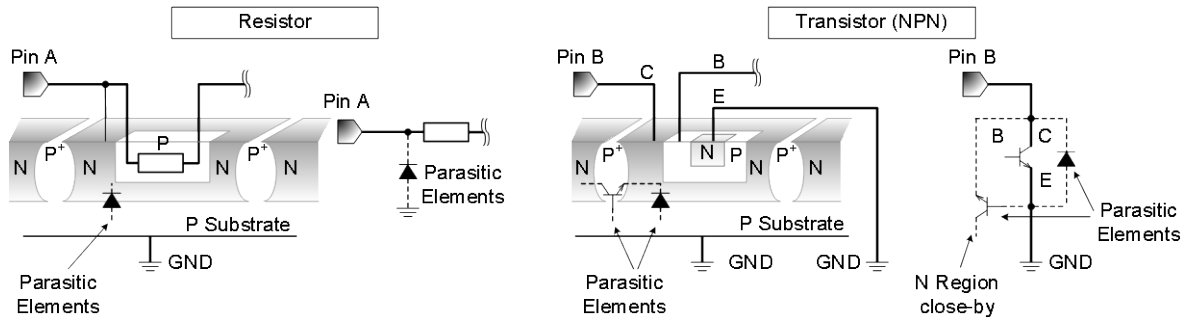 Resistor
Transistor (NPN)
Pin A
Pin B
Pin B
C
B
E
Pin A
N
P+
N
P
N
P+
N
N
P+
N
N
P
N
P+
N
B
C
E
Parasitic
Elements
P Substrate
GND
Parasitic
Elements
P Substrate
GND
GND
Parasitic
Elements
Parasitic
Elements
GND
N Region
close-by